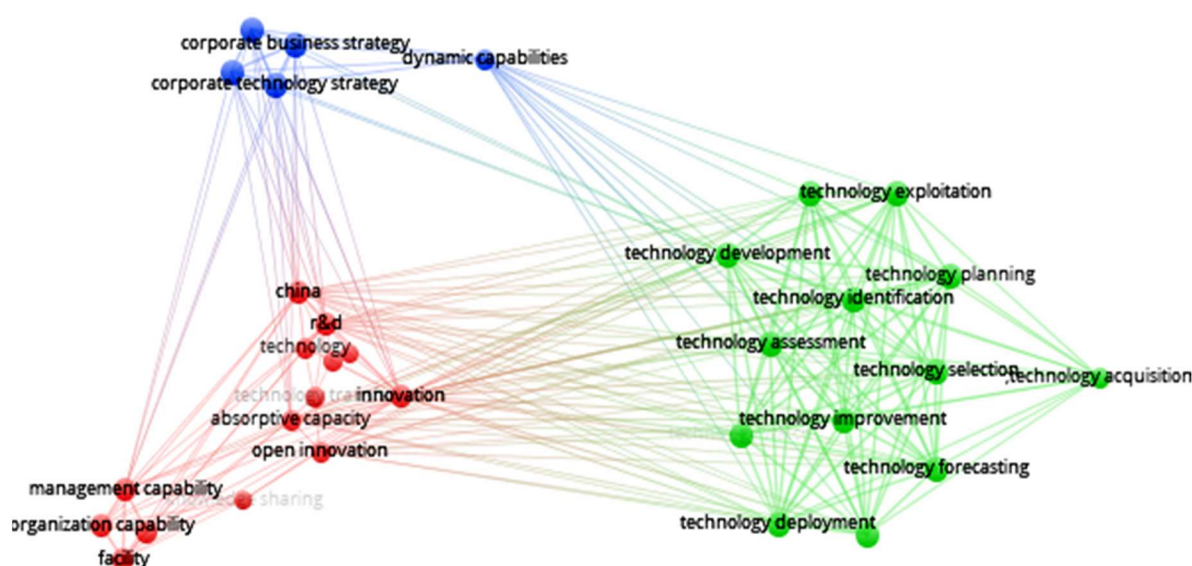 corporate business strategy
dynamic capabilities
corporate technology strategy
technology exploitation
technology development
technology planning
china
technology identification
r&d
technology assessment
technology
technology selection
technology acquisition
innovation
absorptive capacity
technology improvement
open innovation
technology forecasting
management capability
sharing
organization capability
technology deployment
facility